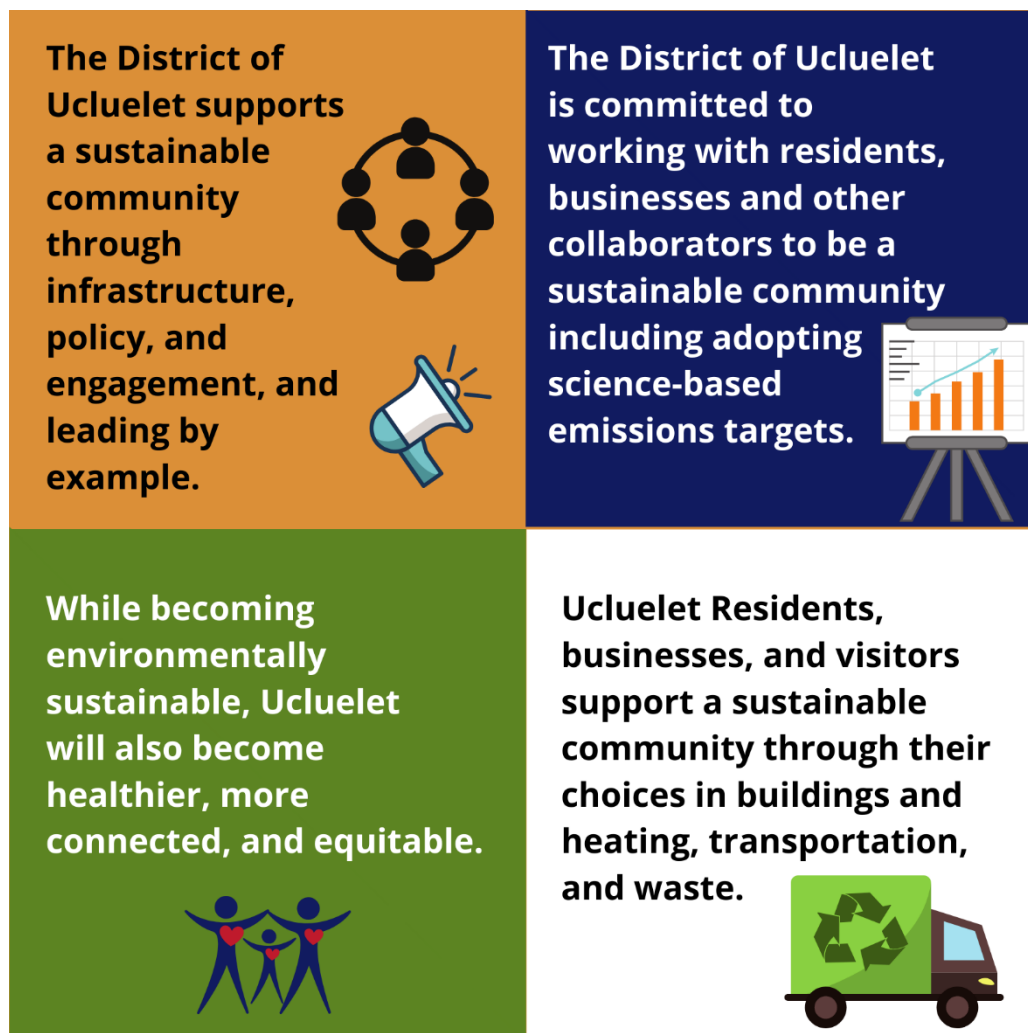 The District of
Ucluelet supports
a sustainable
community
through
infrastructure,
policy, and
engagement, and
leading by
example.
The District of Ucluelet
is committed to
working with residents,
businesses and other
collaborators to be a
sustainable community
including adopting
science-based
emissions targets.
While becoming
environmentally
sustainable, Ucluelet
will also become
healthier, more
connected, and equitable.
Ucluelet Residents,
businesses, and visitors
support a sustainable
community through their
choices in buildings and
heating, transportation,
and waste.